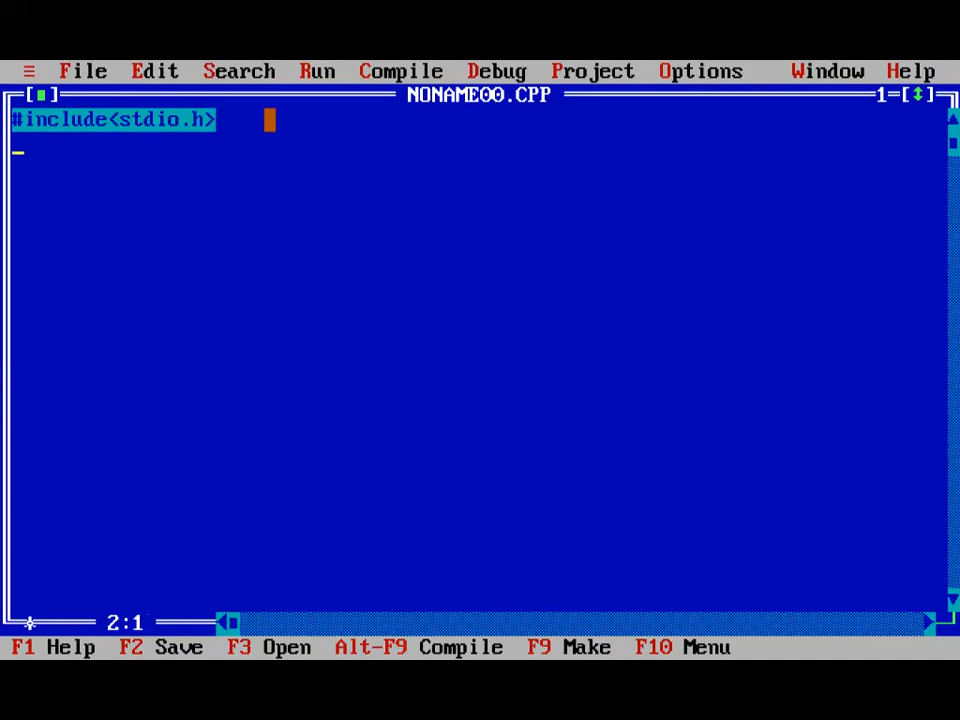 ≡ File Edit Search Run Compile Debug Project Options Window Help
[■] NONAME00.CPP 1=[↕]
#include<stdio.h>
2:1
F1 Help F2 Save F3 Open Alt-F9 Compile F9 Make F10 Menu